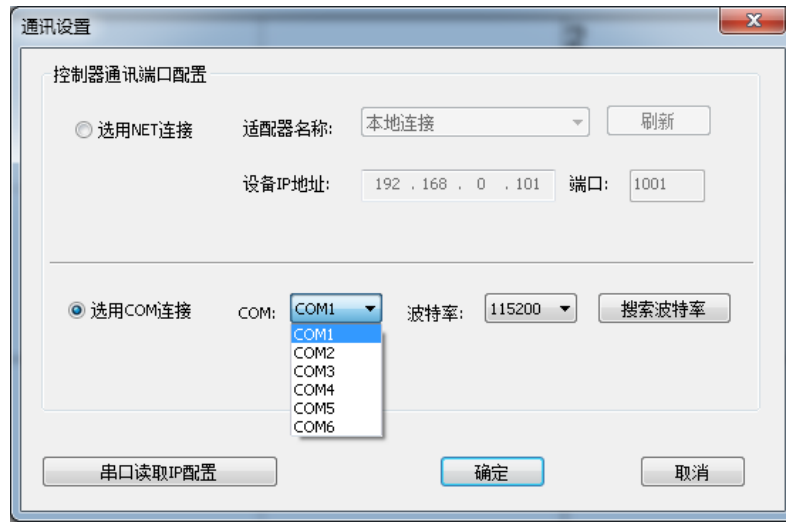 通讯设置
控制器通讯端口配置
选用NET连接 适配器名称: 本地连接 刷新
设备IP地址: 192 . 168 . 0 . 101 端口: 1001
选用COM连接 COM: COM1 波特率: 115200 搜索波特率
COM1
COM2
COM3
COM4
COM5
COM6
串口读取IP配置 确定 取消